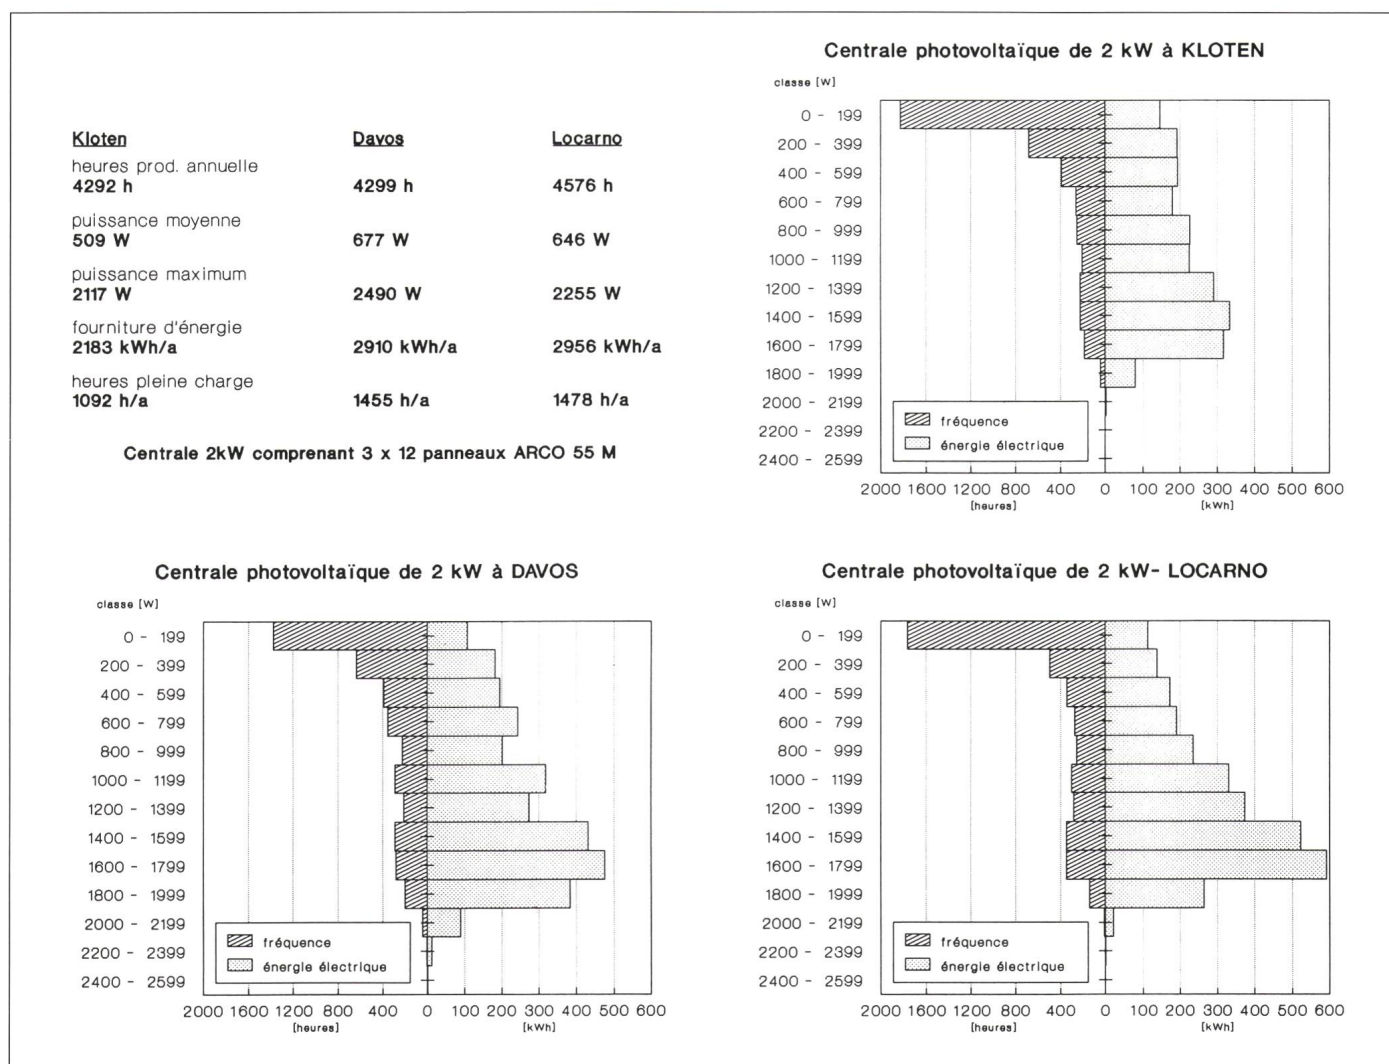 Kloten Davos Locarno
heures prod. annuelle
4292 h 4299 h 4576 h
puissance moyenne
509 W 677 W 646 W
puissance maximum
2117 W 2490 W 2255 W
fourniture d'énergie
2183 kWh/a 2910 kWh/a 2956 kWh/a
heures pleine charge
1092 h/a 1455 h/a 1478 h/a
Centrale 2kW comprenant 3 x 12 panneaux ARCO 55 M
Centrale photovoltaïque de 2 kW à KLOTEN
classe [W]
0 - 199
200 - 399
400 - 599
600 - 799
800 - 999
1000 - 1199
1200 - 1399
1400 - 1599
1600 - 1799
1800 - 1999
2000 - 2199
2200 - 2399
2400 - 2599
fréquence
énergie électrique
2000 1600 1200 800 400 0 100 200 300 400 500 600
[heures] [kWh]
Centrale photovoltaïque de 2 kW à DAVOS
classe [W]
0 - 199
200 - 399
400 - 599
600 - 799
800 - 999
1000 - 1199
1200 - 1399
1400 - 1599
1600 - 1799
1800 - 1999
2000 - 2199
2200 - 2399
2400 - 2599
fréquence
énergie électrique
2000 1600 1200 800 400 0 100 200 300 400 500 600
[heures] [kWh]
Centrale photovoltaïque de 2 kW- LOCARNO
classe [W]
0 - 199
200 - 399
400 - 599
600 - 799
800 - 999
1000 - 1199
1200 - 1399
1400 - 1599
1600 - 1799
1800 - 1999
2000 - 2199
2200 - 2399
2400 - 2599
fréquence
énergie électrique
2000 1600 1200 800 400 0 100 200 300 400 500 600
[heures] [kWh]